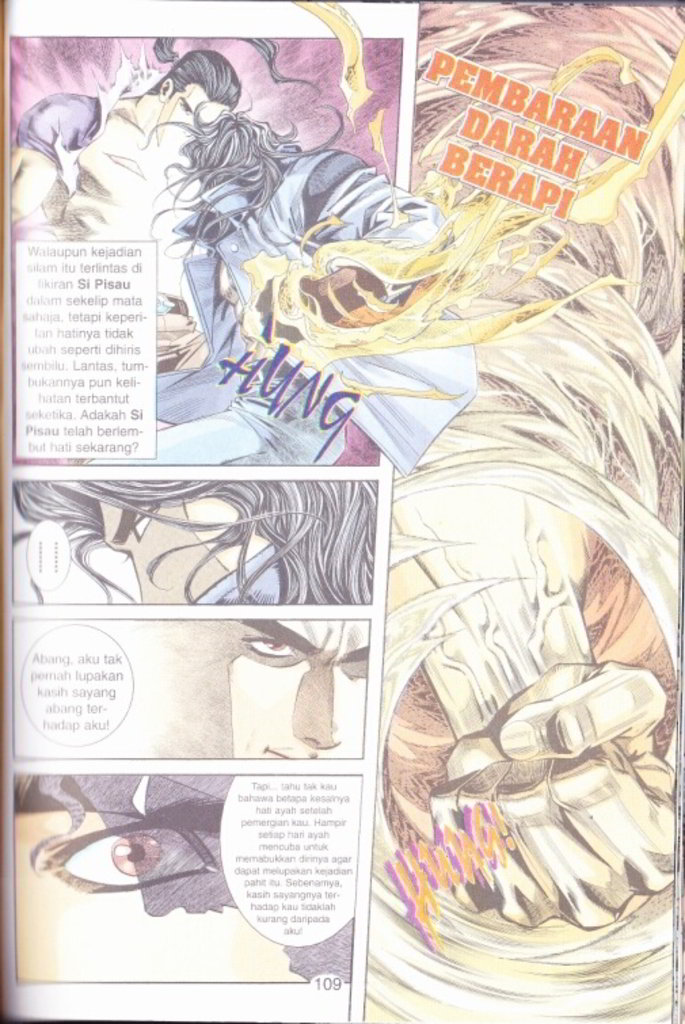 PEMBARAAN
DARAH
BERAPI
Walaupun kejadian
silam itu terlintas di
fikiran Si Pisau
dalam sekelip mata
sahaja, tetapi keperi-
tan hatinya tidak
ubah seperti dihiris
sembilu. Lantas, tum-
bukannya pun keli-
hatan terbantut
seketika. Adakah Si
Pisau telah berlem-
but hati sekarang?
HUNG
Abang, aku tak
pernah lupakan
kasih sayang
abang ter-
hadap aku!
Tapi... tahu tak kau
bahawa betapa kesalnya
hati ayah setelah
pemergian kau. Hampir
setiap hari ayah
mencuba untuk
memabukkan dirinya agar
dapat melupakan kejadian
pahit itu. Sebenarnya,
kasih sayangnya ter-
hadap kau tidaklah
kurang daripada
aku!
109